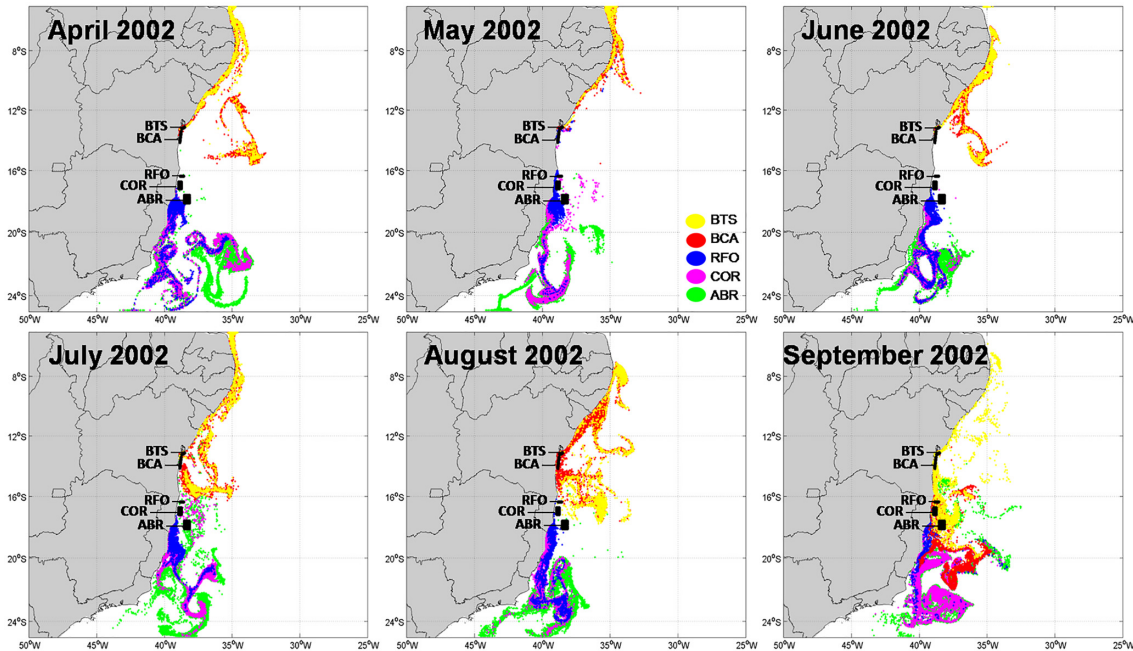 April 2002
May 2002
June 2002
8°S
8°S
8°S
12°S
12°S
12°S
BTS
BTS
BTS
BCA
BCA
BCA
16°S
16°S
16°S
RFO
RFO
RFO
COR
COR
COR
ABR
ABR
ABR
BTS
20°S
20°S
20°S
BCA
RFO
COR
24°S
24°S
24°S
ABR
50°W 45°W 40°W 35°W 30°W 25°W
50°W 45°W 40°W 35°W 30°W 25°W
50°W 45°W 40°W 35°W 30°W 25°W
July 2002
August 2002
September 2002
8°S
8°S
8°S
12°S
12°S
12°S
BTS
BTS
BTS
BCA
BCA
BCA
16°S
16°S
16°S
RFO
RFO
RFO
COR
COR
COR
ABR
ABR
ABR
20°S
20°S
20°S
24°S
24°S
24°S
50°W 45°W 40°W 35°W 30°W 25°W
50°W 45°W 40°W 35°W 30°W 25°W
50°W 45°W 40°W 35°W 30°W 25°W